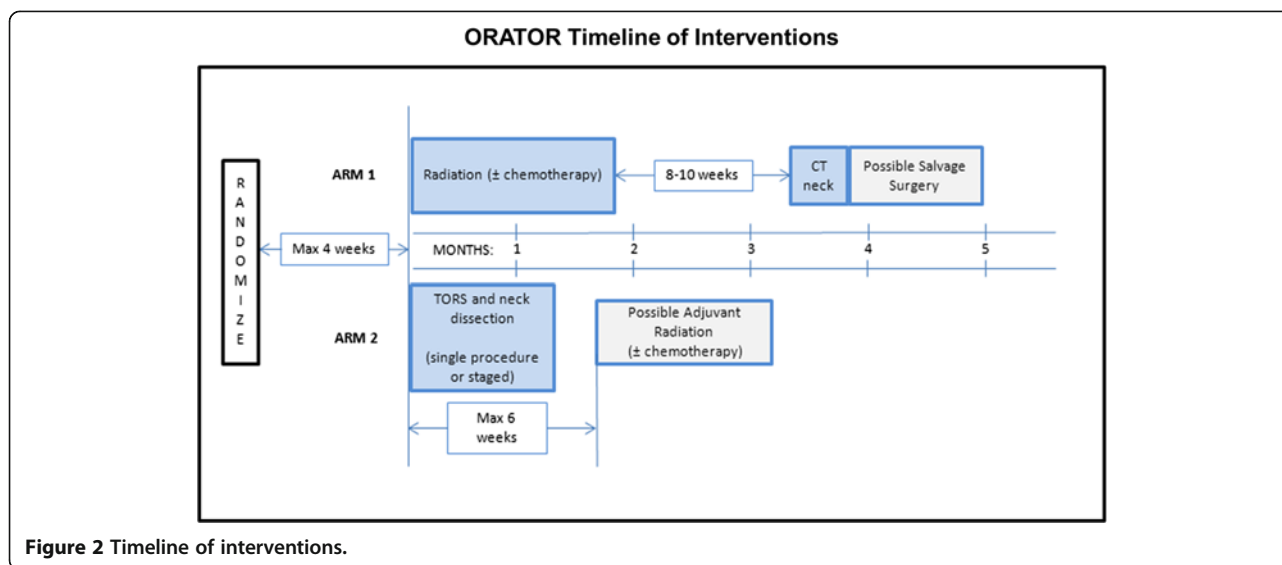 ORATOR Timeline of Interventions
R
A
N
D
O
M
I
Z
E
Max 4 weeks
ARM 1
Radiation (± chemotherapy)
8-10 weeks
CT
neck
Possible Salvage
Surgery
MONTHS: 1 2 3 4 5
ARM 2
TORS and neck
dissection
(single procedure
or staged)
Possible Adjuvant
Radiation
(± chemotherapy)
Max 6
weeks
Figure 2 Timeline of interventions.